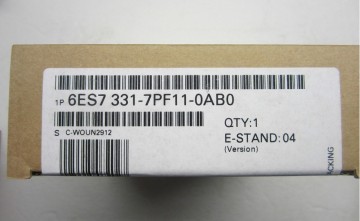 1P 6ES7 331-7PF11-0AB0
QTY:1
S C-WOUN2912
E-STAND: 04
(Version)